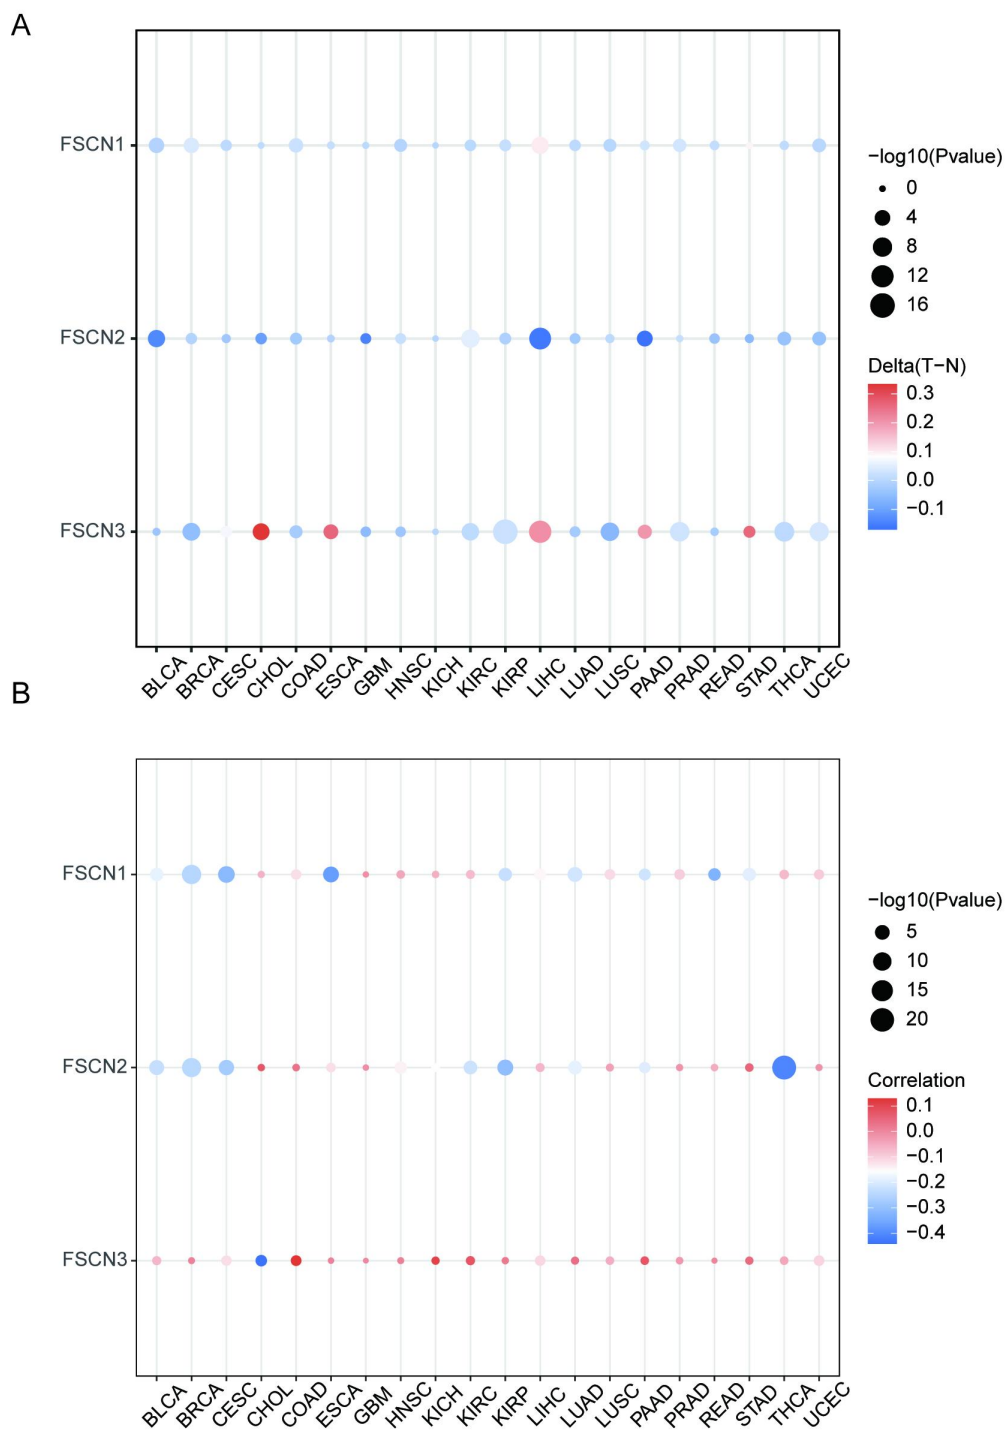 A
FSCN1
FSCN2
FSCN3
BLCA BRCA CESC CHOL COAD ESCA GBM HNSC KICH KIRC KIRP LIHC LUAD LUSC PAAD PRAD READ STAD THCA UCEC
−log10(Pvalue)
0
4
8
12
16
Delta(T−N)
0.3
0.2
0.1
0.0
−0.1
B
FSCN1
FSCN2
FSCN3
BLCA BRCA CESC CHOL COAD ESCA GBM HNSC KICH KIRC KIRP LIHC LUAD LUSC PAAD PRAD READ STAD THCA UCEC
−log10(Pvalue)
5
10
15
20
Correlation
0.1
0.0
−0.1
−0.2
−0.3
−0.4